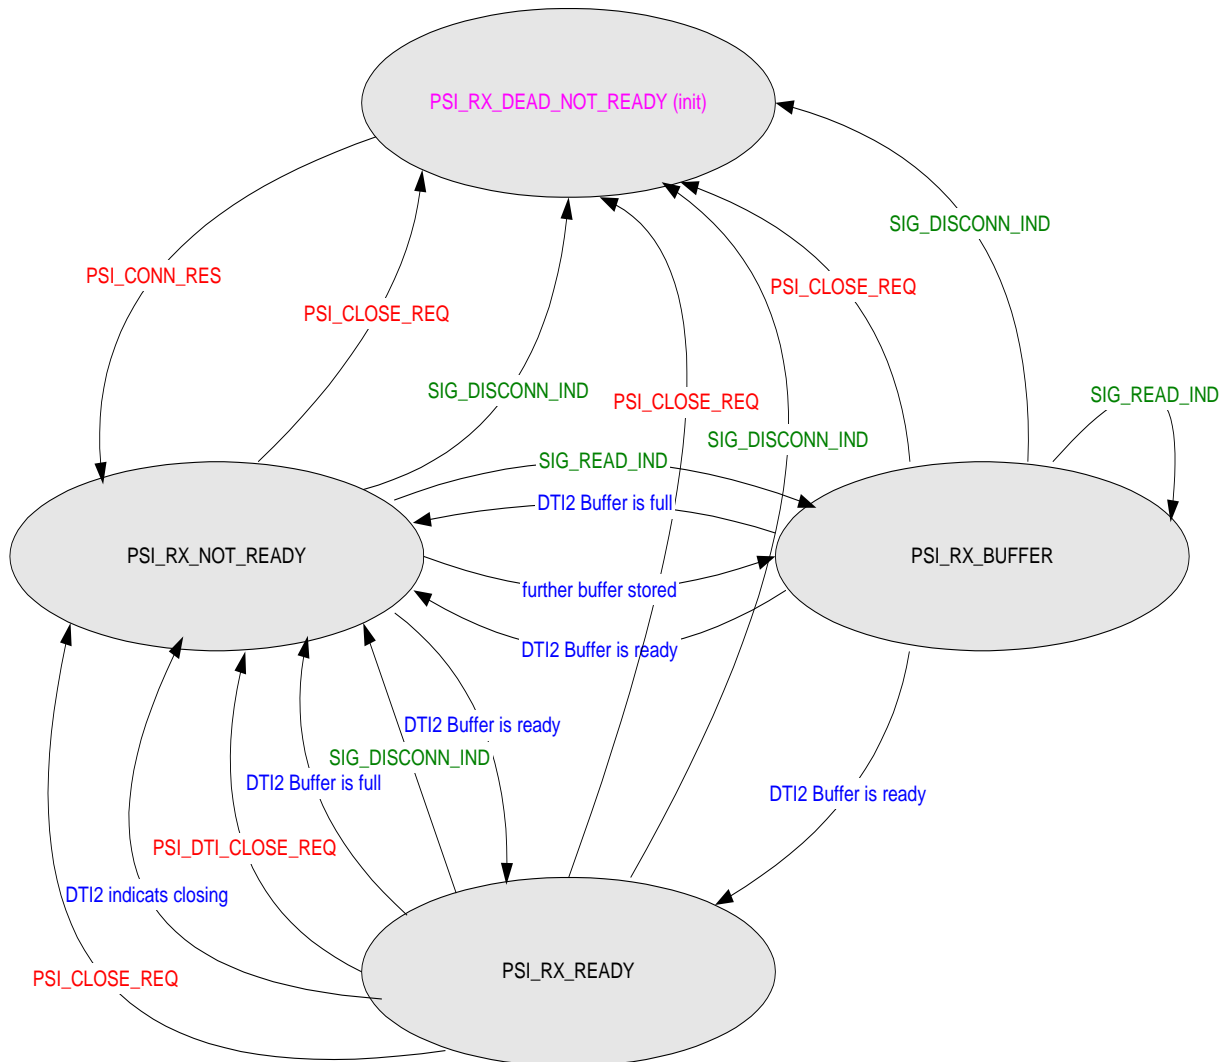 PSI_RX_DEAD_NOT_READY (init)
SIG_DISCONN_IND
PSI_CONN_RES
PSI_CLOSE_REQ
PSI_CLOSE_REQ
SIG_DISCONN_IND
PSI_CLOSE_REQ
SIG_READ_IND
SIG_DISCONN_IND
SIG_READ_IND
DTI2 Buffer is full
PSI_RX_NOT_READY
PSI_RX_BUFFER
further buffer stored
DTI2 Buffer is ready
DTI2 Buffer is ready
SIG_DISCONN_IND
DTI2 Buffer is full
DTI2 Buffer is ready
PSI_DTI_CLOSE_REQ
DTI2 indicats closing
PSI_RX_READY
PSI_CLOSE_REQ